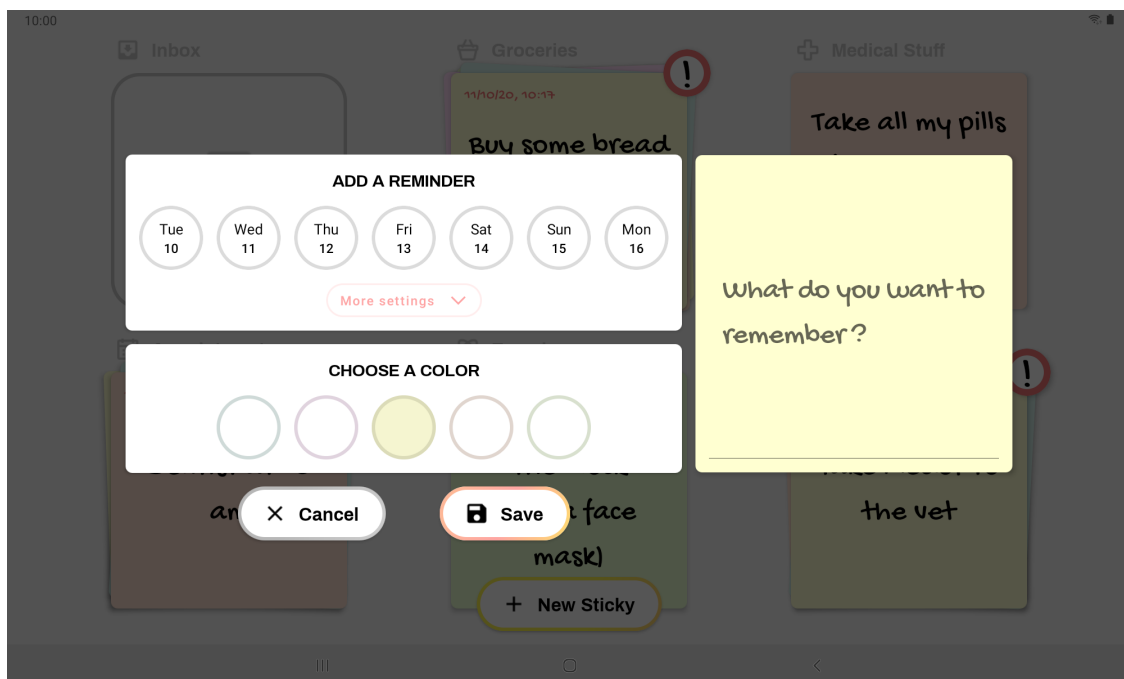 10:00
Inbox
Groceries
Medical Stuff
11/10/20, 10:17
Buy some bread
Take all my pills
ADD A REMINDER
Tue Wed Thu Fri Sat Sun Mon
10 11 12 13 14 15 16
More settings
What do you want to
remember?
CHOOSE A COLOR
an
face
the vet
Cancel
Save
mask)
New Sticky